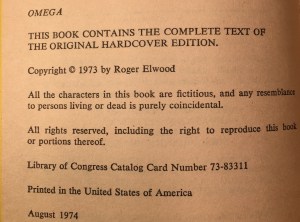 OMEGA
THIS BOOK CONTAINS THE COMPLETE TEXT OF
THE ORIGINAL HARDCOVER EDITION.
Copyright © 1973 by Roger Elwood
All the characters in this book are fictitious, and any resemblance
to persons living or dead is purely coincidental.
All rights reserved, including the right to reproduce this book
or portions thereof.
Library of Congress Catalog Card Number 73-83311
Printed in the United States of America
August 1974